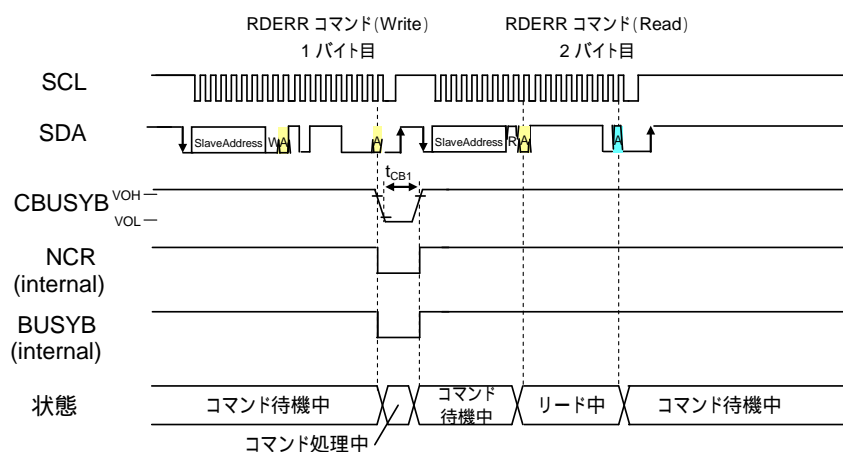 RDERR コマンド(Write)
1 バイト目
RDERR コマンド(Read)
2 バイト目
SCL
SDA
SlaveAddress W A A SlaveAddress R A A
tCB1
CBUSYB VOH
VOL
NCR
(internal)
BUSYB
(internal)
状態 コマンド待機中 コマンド待機中 リード中 コマンド待機中
コマンド処理中